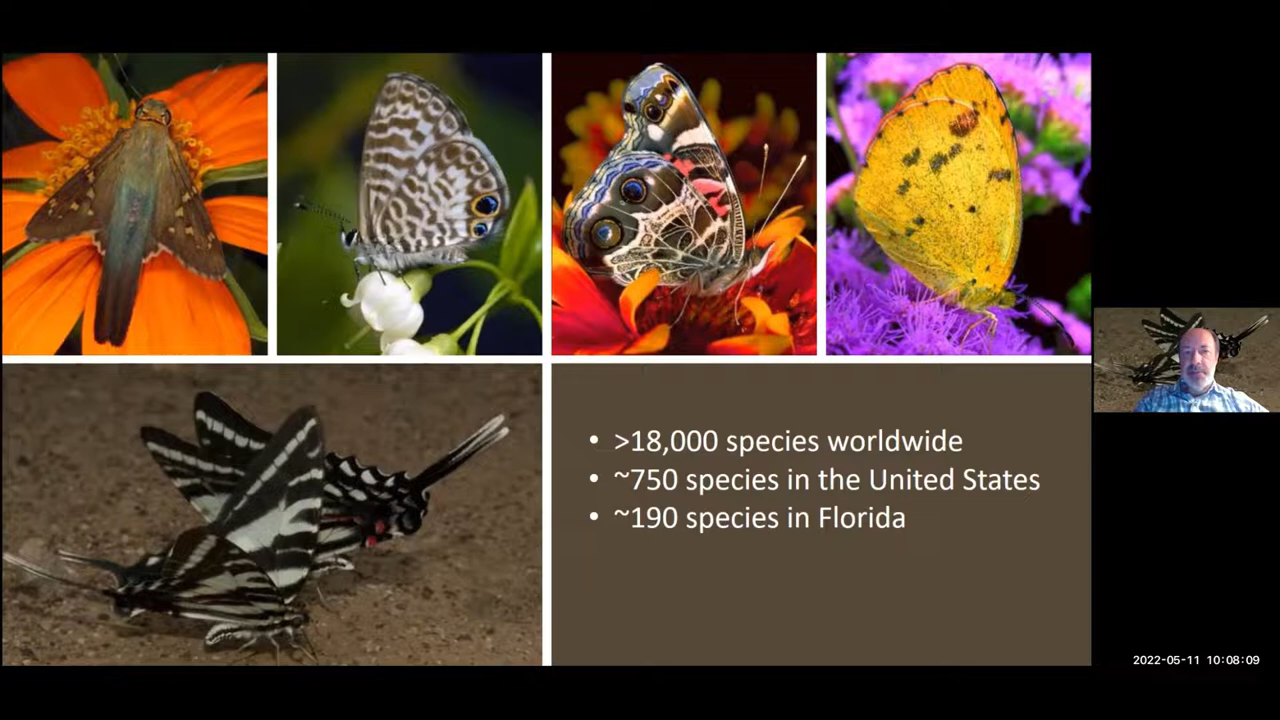 • >18,000 species worldwide
• ~750 species in the United States
• ~190 species in Florida
2022-05-11 10:08:09